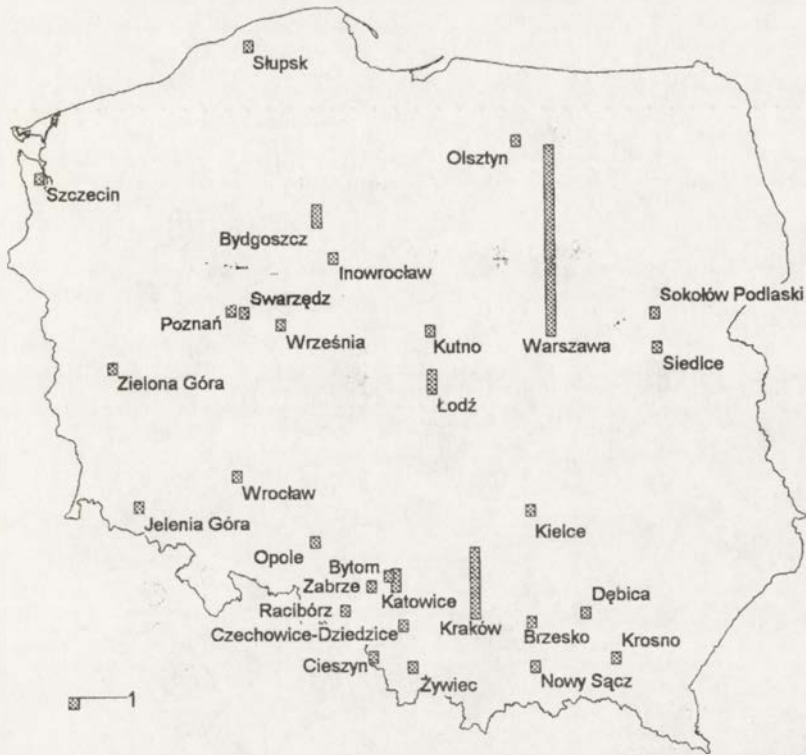 Słupsk
Olsztyn
Szczecin
Bydgoszcz
Inowrocław
Sokołów Podlaski
Swarzędz
Poznań
Września
Kutno
Warszawa
Siedlce
Zielona Góra
Łodź
Wrocław
Jelenia Góra
Kielce
Opole
Bytom
Zabrze
Katowice
Dębica
Racibórz
Kraków
Brzesko
Czechowice-Dziedzice
Krosno
Cieszyn
Żywiec
Nowy Sącz
1